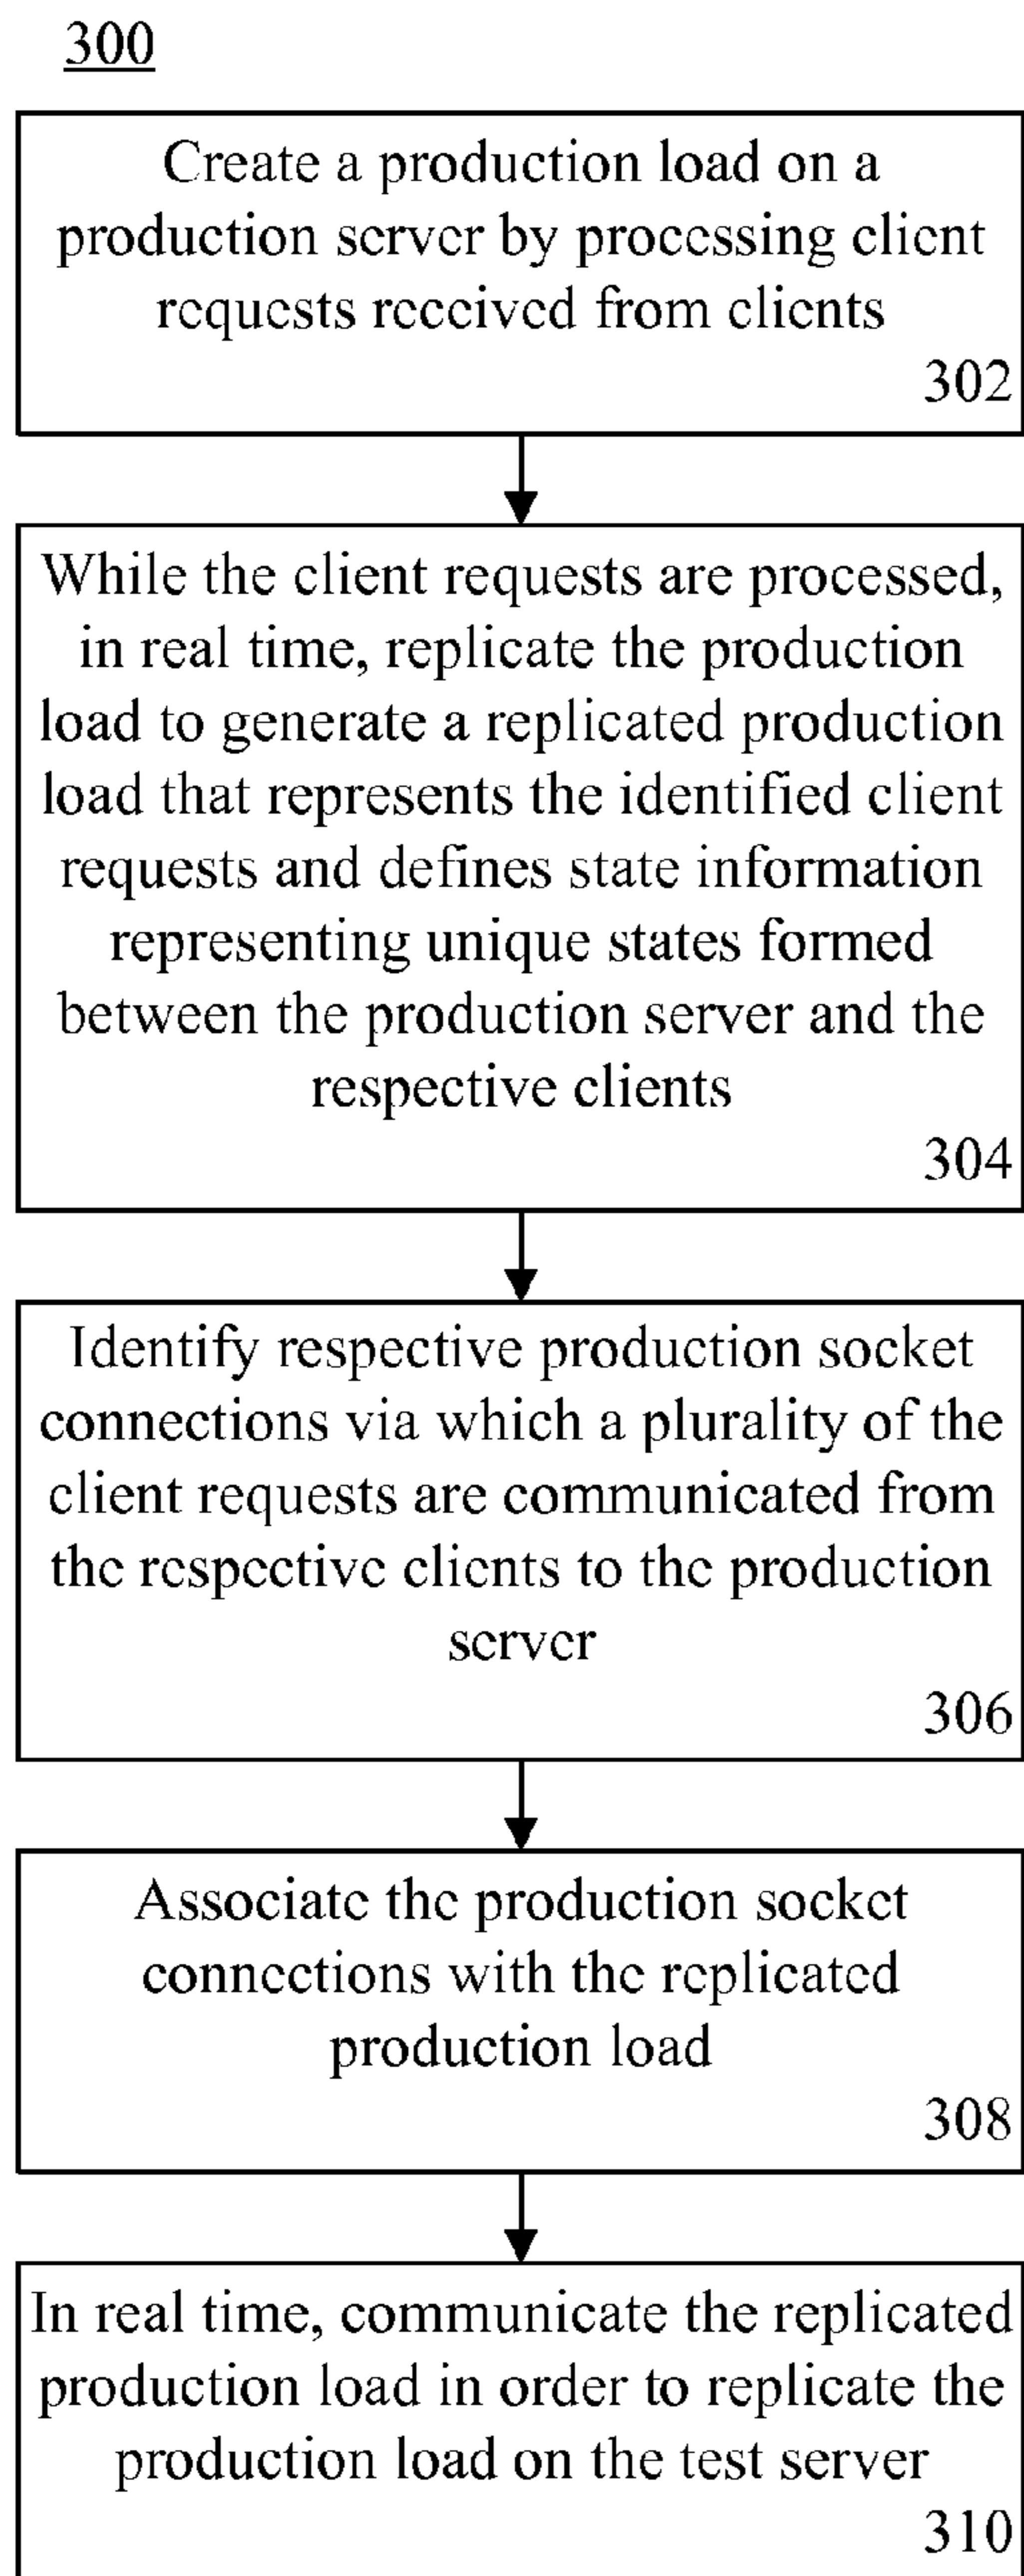 300
Create a production load on a
production server by processing client
requests received from clients
302
While the client requests are processed,
in real time, replicate the production
load to generate a replicated production
load that represents the identified client
requests and defines state information
representing unique states formed
between the production server and the
respective clients
304
Identify respective production socket
connections via which a plurality of the
client requests are communicated from
the respective clients to the production
server
306
Associate the production socket
connections with the replicated
production load
308
In real time, communicate the replicated
production load in order to replicate the
production load on the test server
310